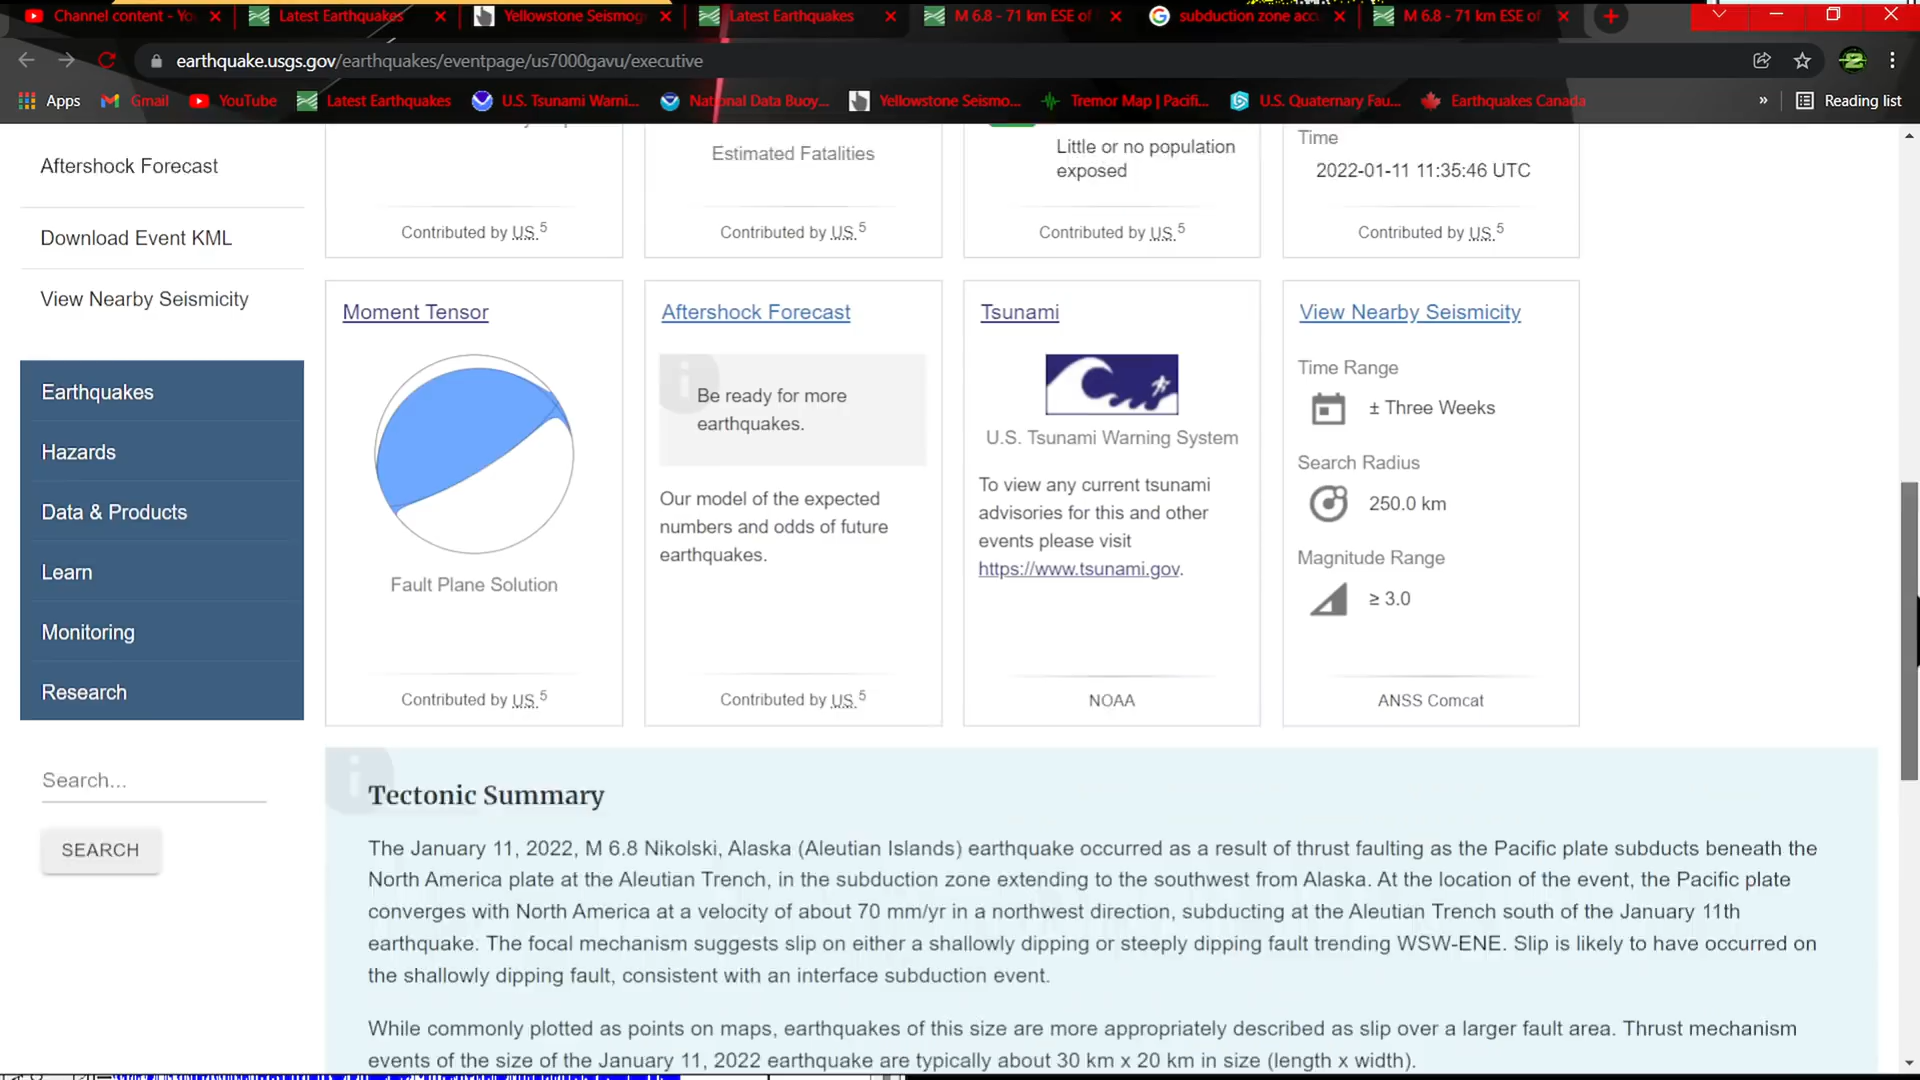 Channel content - Yo
Latest Earthquakes
Yellowstone Seismog
Latest Earthquakes
M 6.8 - 71 km ESE of
subduction zone acc
M 6.8 - 71 km ESE of
earthquake.usgs.gov/earthquakes/eventpage/us7000gavu/executive
Apps
Gmail
YouTube
Latest Earthquakes
U.S. Tsunami Warni...
National Data Buoy...
Yellowstone Seismo...
Tremor Map | Pacifi...
U.S. Quaternary Fau...
Earthquakes Canada
»
Reading list
Aftershock Forecast
Download Event KML
View Nearby Seismicity
Earthquakes
Hazards
Data & Products
Learn
Monitoring
Research
Search...
SEARCH
Contributed by US 5
Estimated Fatalities
Contributed by US 5
Little or no population
exposed
Contributed by US 5
Time
2022-01-11 11:35:46 UTC
Contributed by US 5
Moment Tensor
Fault Plane Solution
Contributed by US 5
Aftershock Forecast
Be ready for more
earthquakes.
Our model of the expected
numbers and odds of future
earthquakes.
Contributed by US 5
Tsunami
U.S. Tsunami Warning System
To view any current tsunami
advisories for this and other
events please visit
https://www.tsunami.gov.
NOAA
View Nearby Seismicity
Time Range
± Three Weeks
Search Radius
250.0 km
Magnitude Range
≥ 3.0
ANSS Comcat
Tectonic Summary
The January 11, 2022, M 6.8 Nikolski, Alaska (Aleutian Islands) earthquake occurred as a result of thrust faulting as the Pacific plate subducts beneath the
North America plate at the Aleutian Trench, in the subduction zone extending to the southwest from Alaska. At the location of the event, the Pacific plate
converges with North America at a velocity of about 70 mm/yr in a northwest direction, subducting at the Aleutian Trench south of the January 11th
earthquake. The focal mechanism suggests slip on either a shallowly dipping or steeply dipping fault trending WSW-ENE. Slip is likely to have occurred on
the shallowly dipping fault, consistent with an interface subduction event.
While commonly plotted as points on maps, earthquakes of this size are more appropriately described as slip over a larger fault area. Thrust mechanism
events of the size of the January 11, 2022 earthquake are typically about 30 km x 20 km in size (length x width).